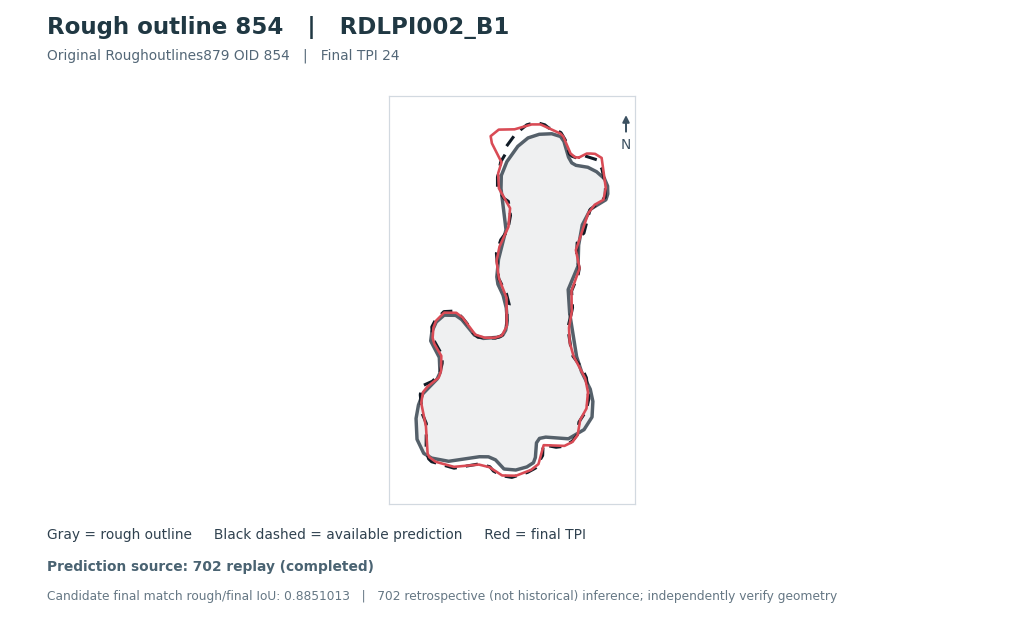 Rough outline 854   |   RDLPI002_B1
Original Roughoutlines879 OID 854   |   Final TPI 24
N
Gray = rough outline     Black dashed = available prediction     Red = final TPI
Prediction source: 702 replay (completed)
Candidate final match rough/final IoU: 0.8851013   |   702 retrospective (not historical) inference; independently verify geometry